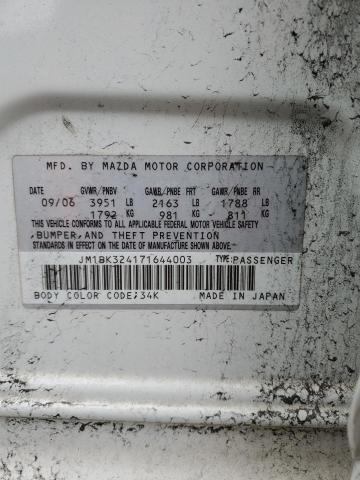 MFD. BY MAZDA MOTOR CORPORATION
DATE GVWR/PNBV GAWR/PNBE FRT GAWR/PNBE RR
09/06 3951 LB 2163 LB 1788 LB
1792 KG 981 KG 811 KG
THIS VEHICLE CONFORMS TO ALL APPLICABLE
FEDERAL MOTOR VEHICLE SAFETY,
BUMPER, AND THEFT PREVENTION
STANDARDS IN EFFECT ON THE DATE OF MANUFACTURE SHOWN ABOVE.
JM1BK324171644003 TYPE:PASSENGER
BODY COLOR CODE:34K MADE IN JAPAN